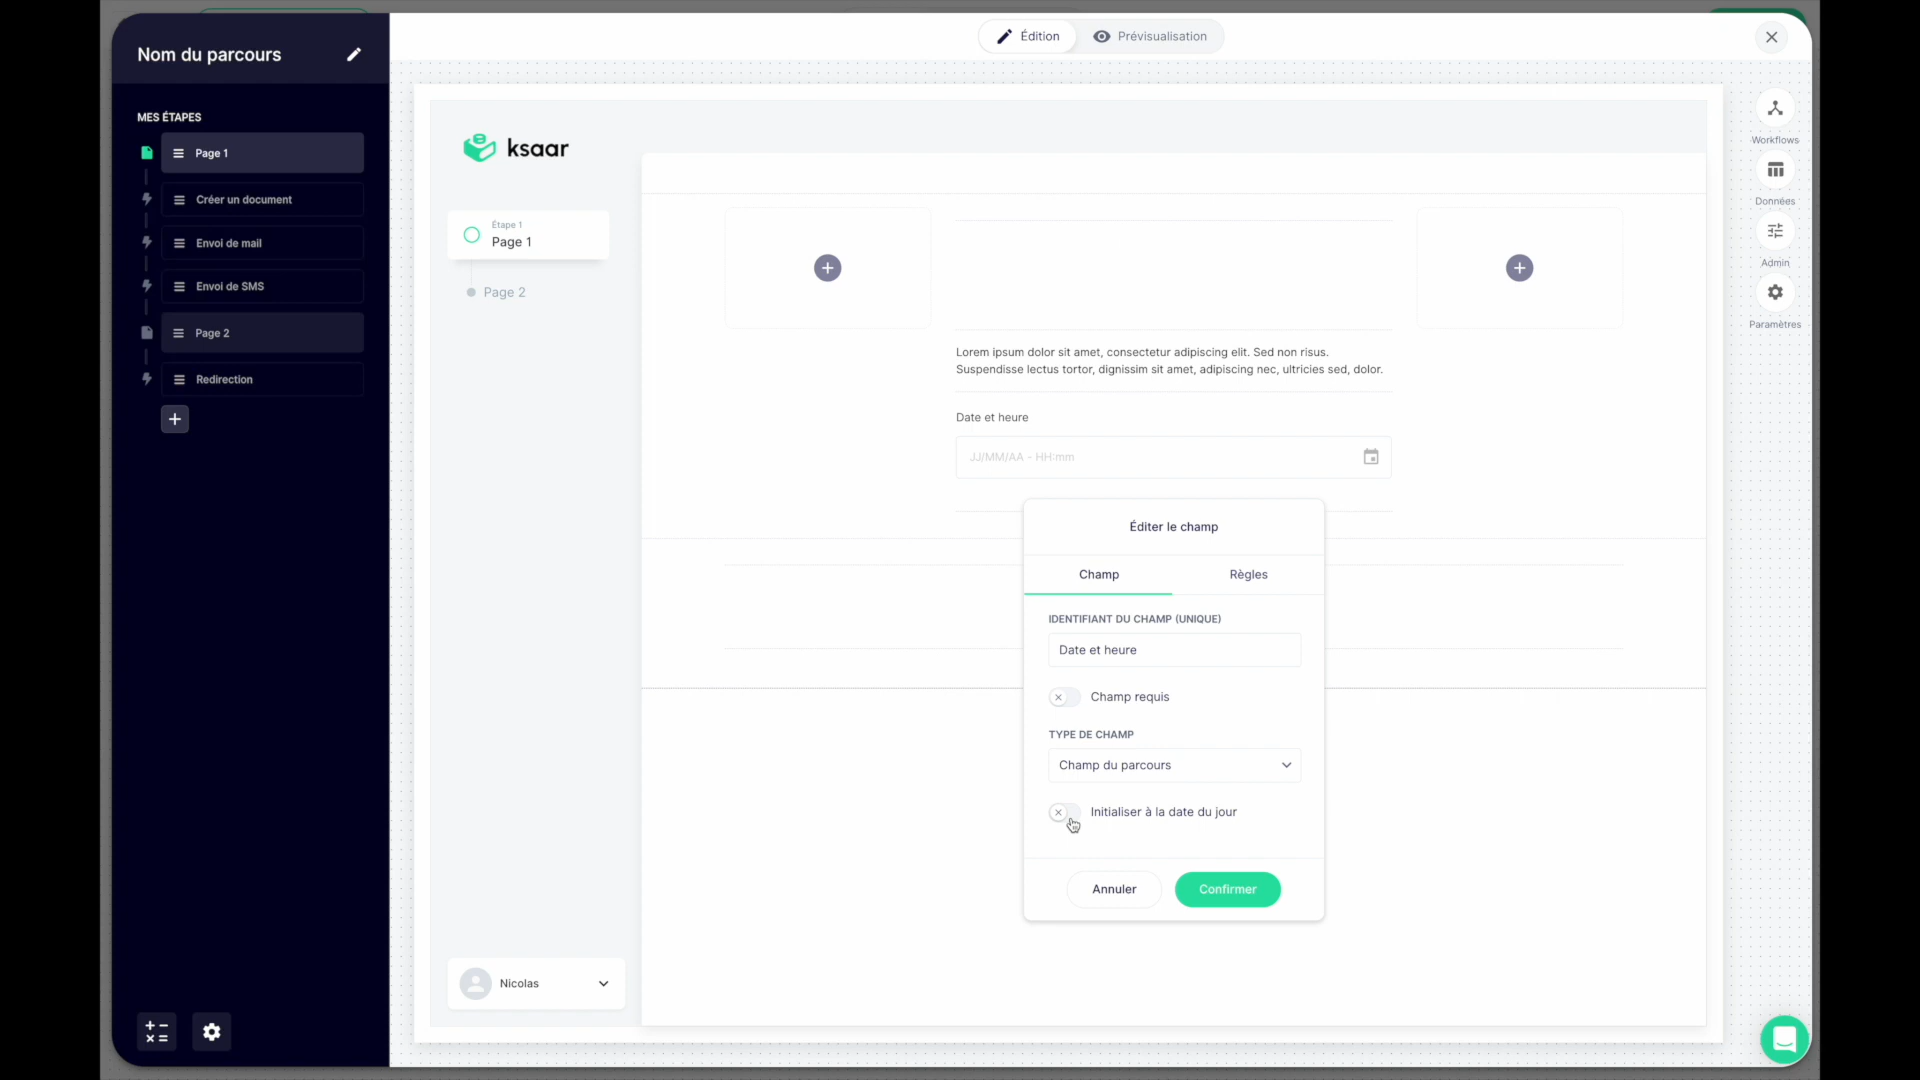 Nom du parcours
MES ÉTAPES
Page 1
Créer un document
Envoi de mail
Envoi de SMS
Page 2
Redirection
Édition
Prévisualisation
ksaar
Étape 1
Page 1
Page 2
Lorem ipsum dolor sit amet, consectetur adipiscing elit. Sed non risus.
Suspendisse lectus tortor, dignissim sit amet, adipiscing nec, ultricies sed, dolor.
Date et heure
JJ/MM/AA - HH:mm
Éditer le champ
Champ
Règles
IDENTIFIANT DU CHAMP (UNIQUE)
Date et heure
Champ requis
TYPE DE CHAMP
Champ du parcours
Initialiser à la date du jour
Annuler
Confirmer
Nicolas
Workflows
Données
Admin
Paramètres